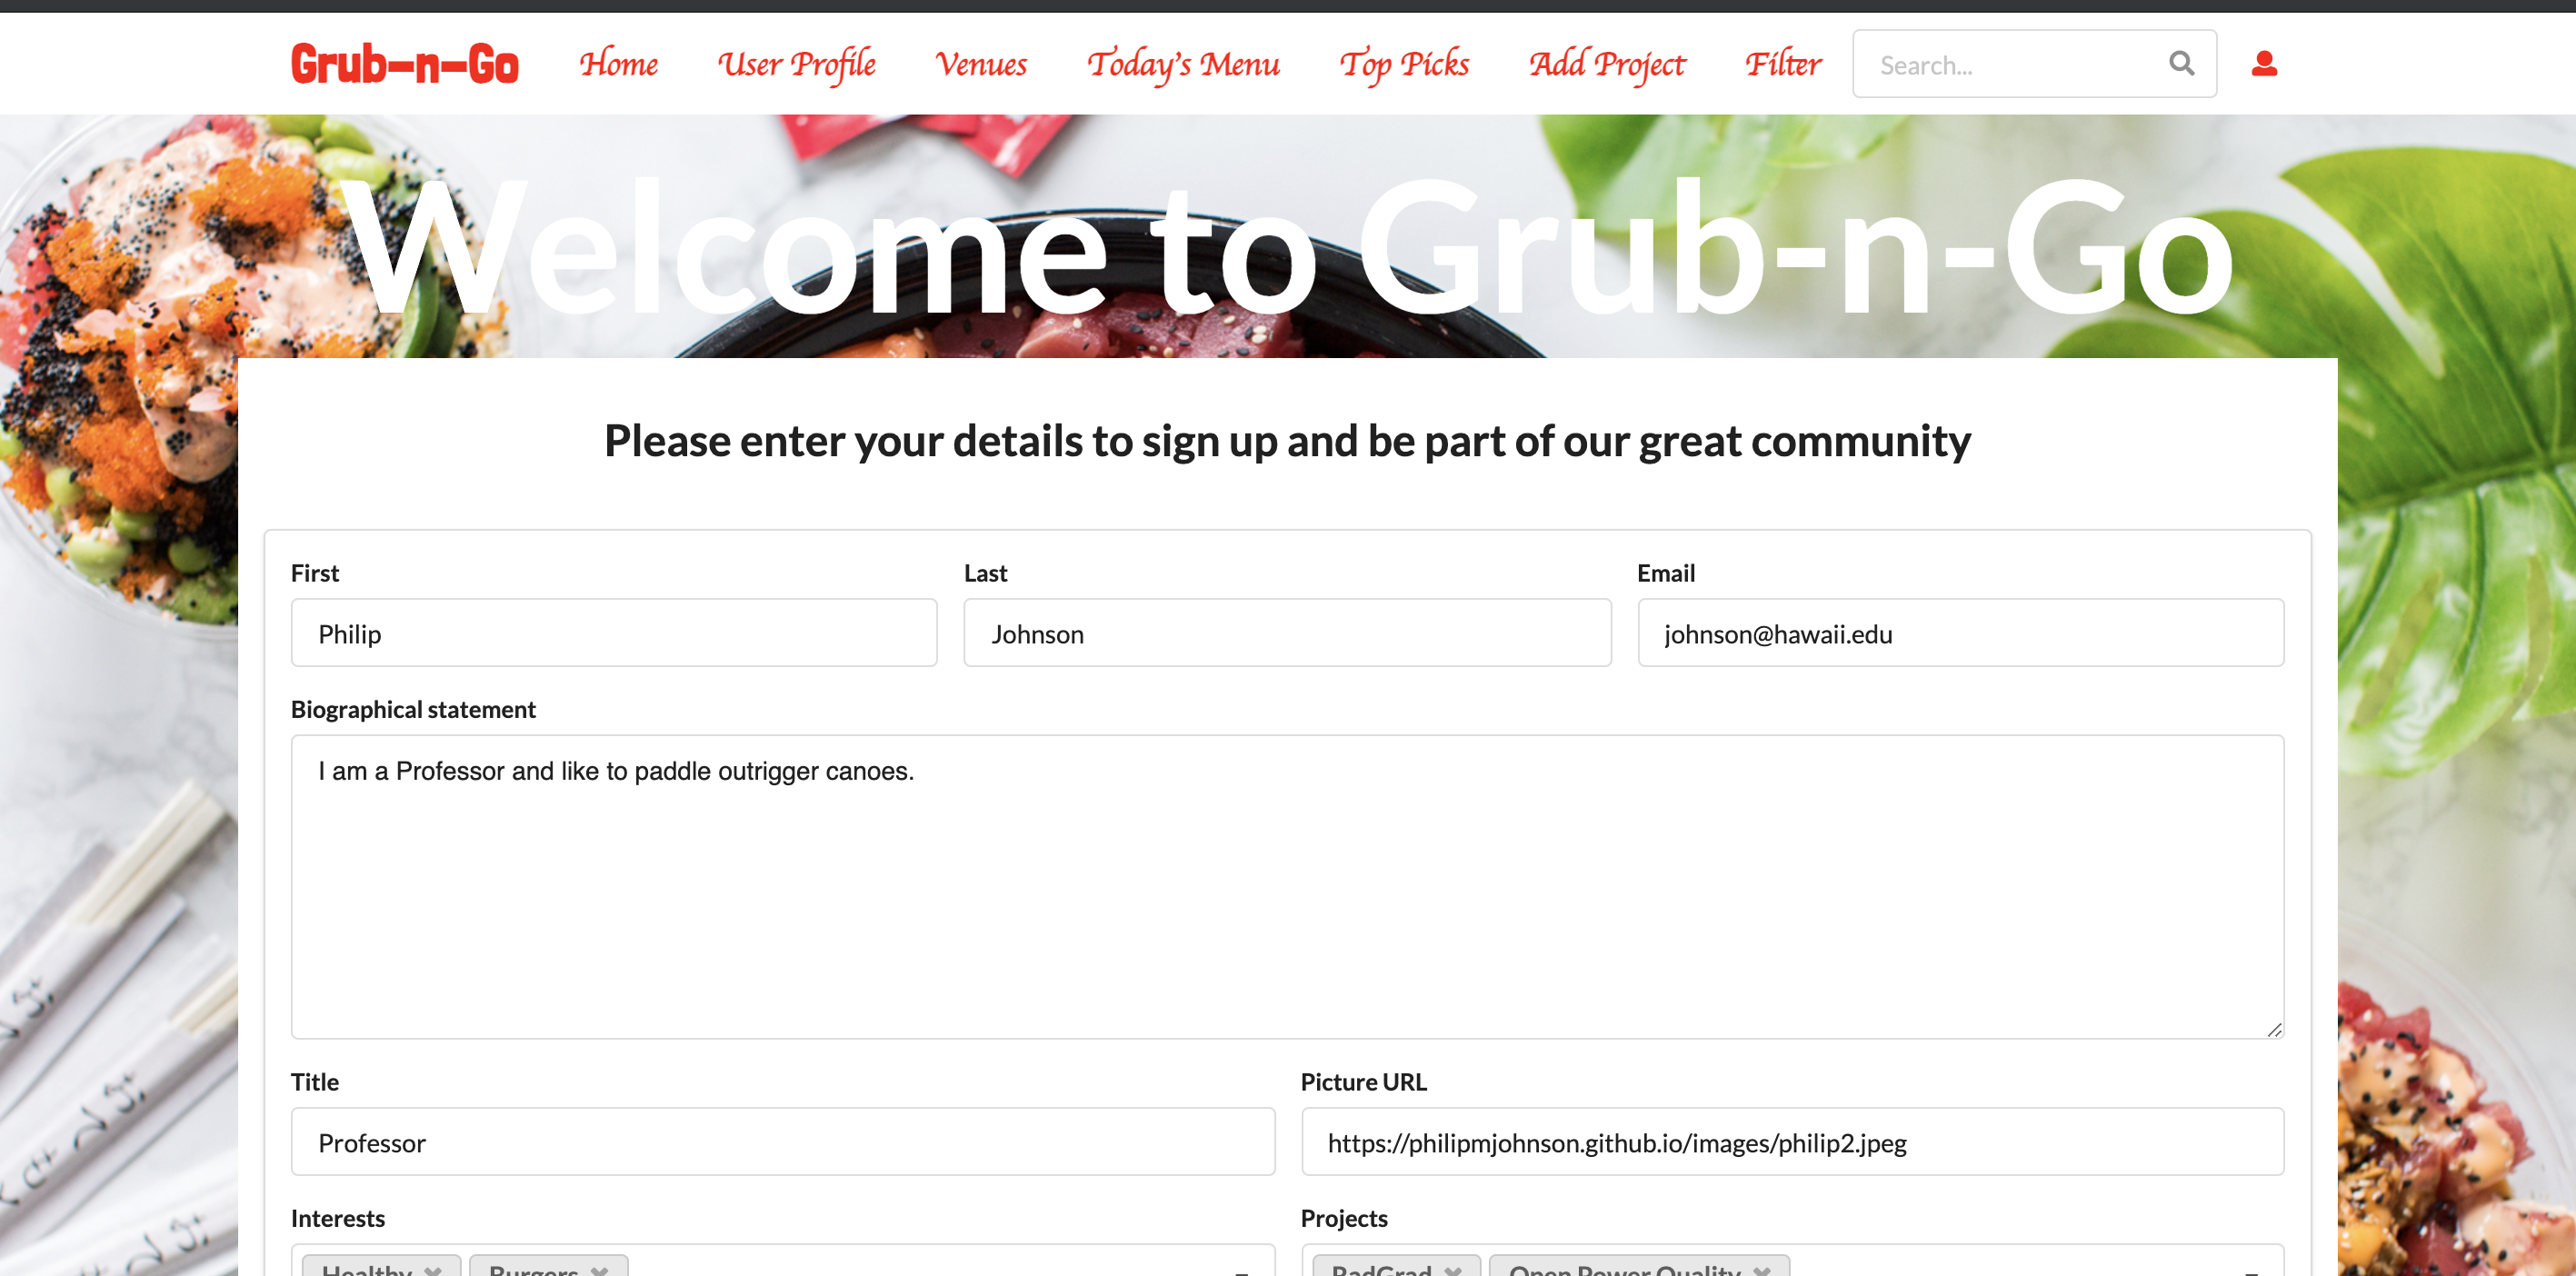 Grub-n-Go Home User Profile Venues Today's Menu Top Picks Add Project Filter Search...
Welcome to Grub-n-Go
Please enter your details to sign up and be part of our great community
First Last Email
Philip Johnson johnson@hawaii.edu
Biographical statement
I am a Professor and like to paddle outrigger canoes.
Title Picture URL
Professor https://philipmjohnson.github.io/images/philip2.jpeg
Interests Projects
Healthy Burgers RadGrad Open Power Quality